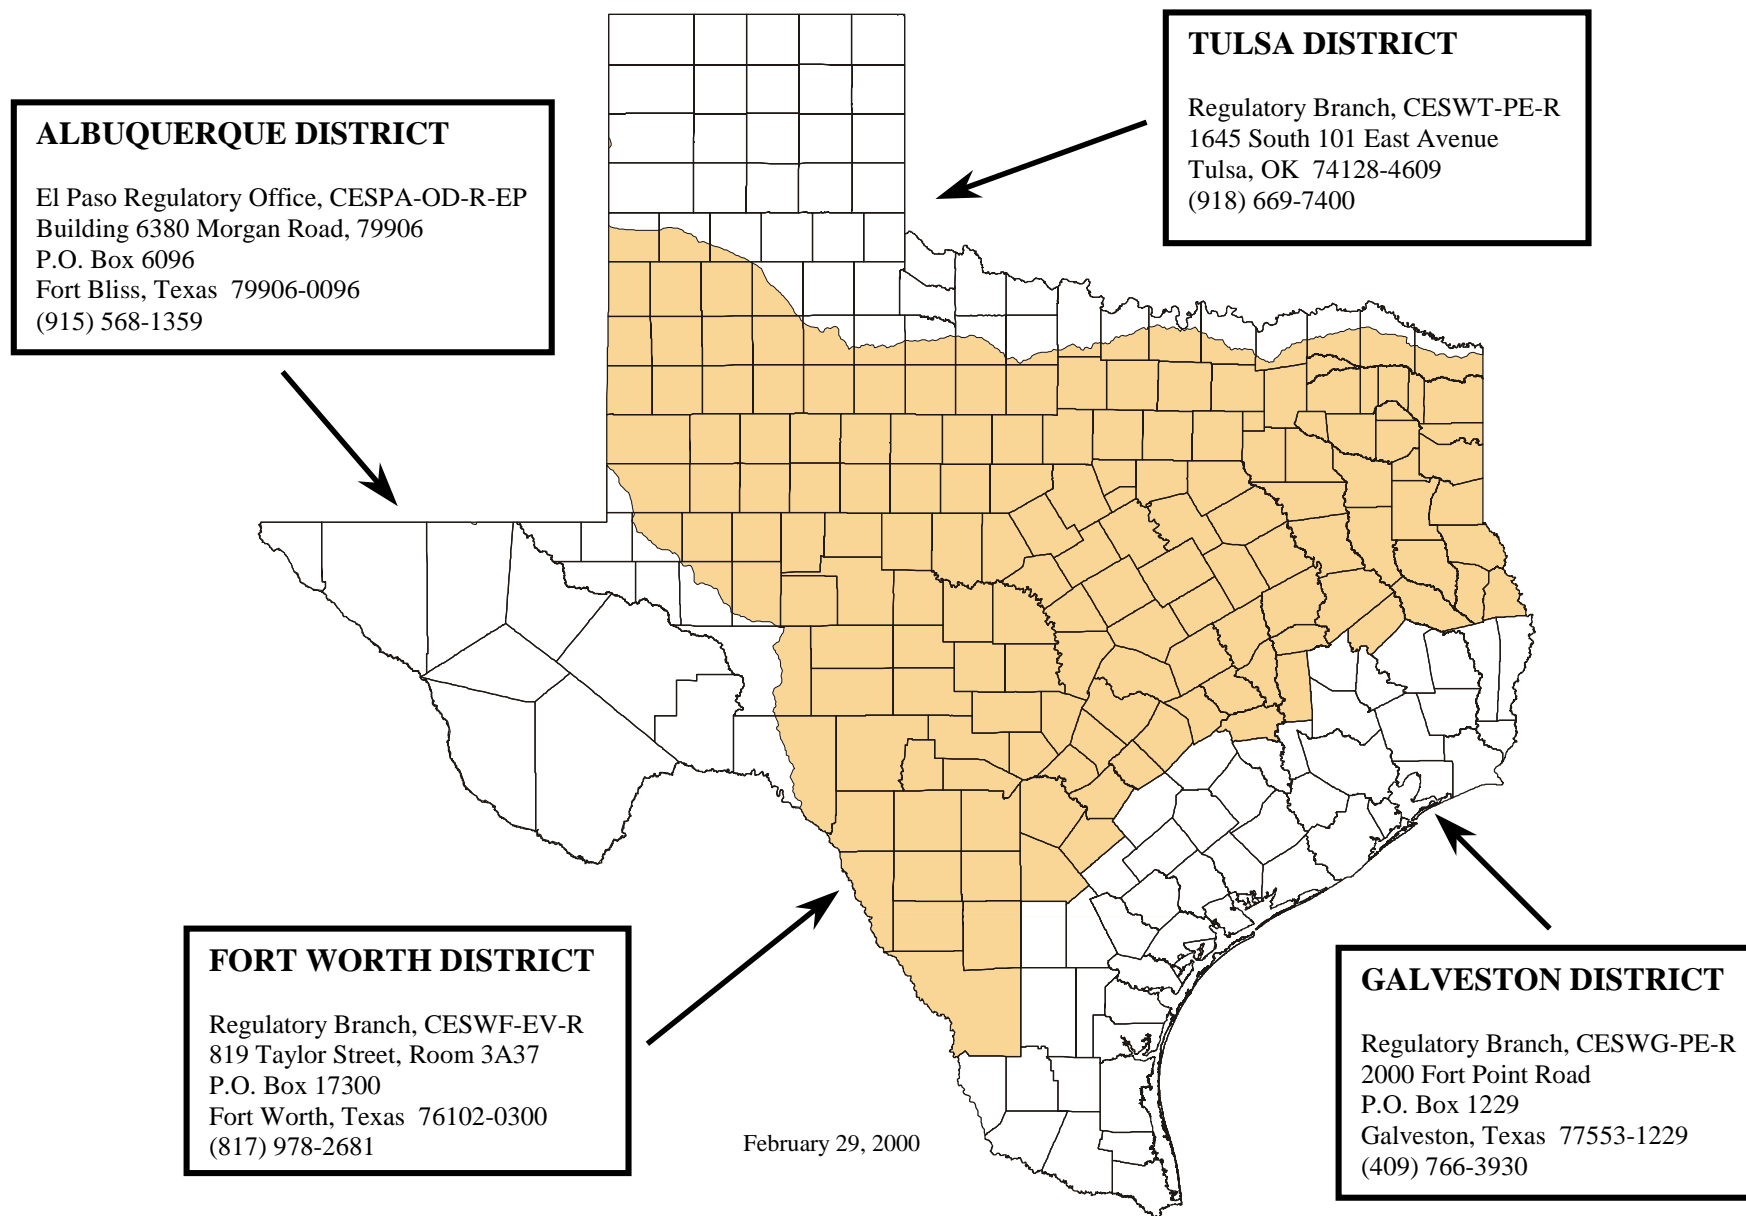 TULSA DISTRICT
Regulatory Branch, CESWT-PE-R
1645 South 101 East Avenue
Tulsa, OK  74128-4609
(918) 669-7400
ALBUQUERQUE DISTRICT
El Paso Regulatory Office, CESPA-OD-R-EP
Building 6380 Morgan Road, 79906
P.O. Box 6096
Fort Bliss, Texas  79906-0096
(915) 568-1359
FORT WORTH DISTRICT
Regulatory Branch, CESWF-EV-R
819 Taylor Street, Room 3A37
P.O. Box 17300
Fort Worth, Texas  76102-0300
(817) 978-2681
February 29, 2000
GALVESTON DISTRICT
Regulatory Branch, CESWG-PE-R
2000 Fort Point Road
P.O. Box 1229
Galveston, Texas  77553-1229
(409) 766-3930